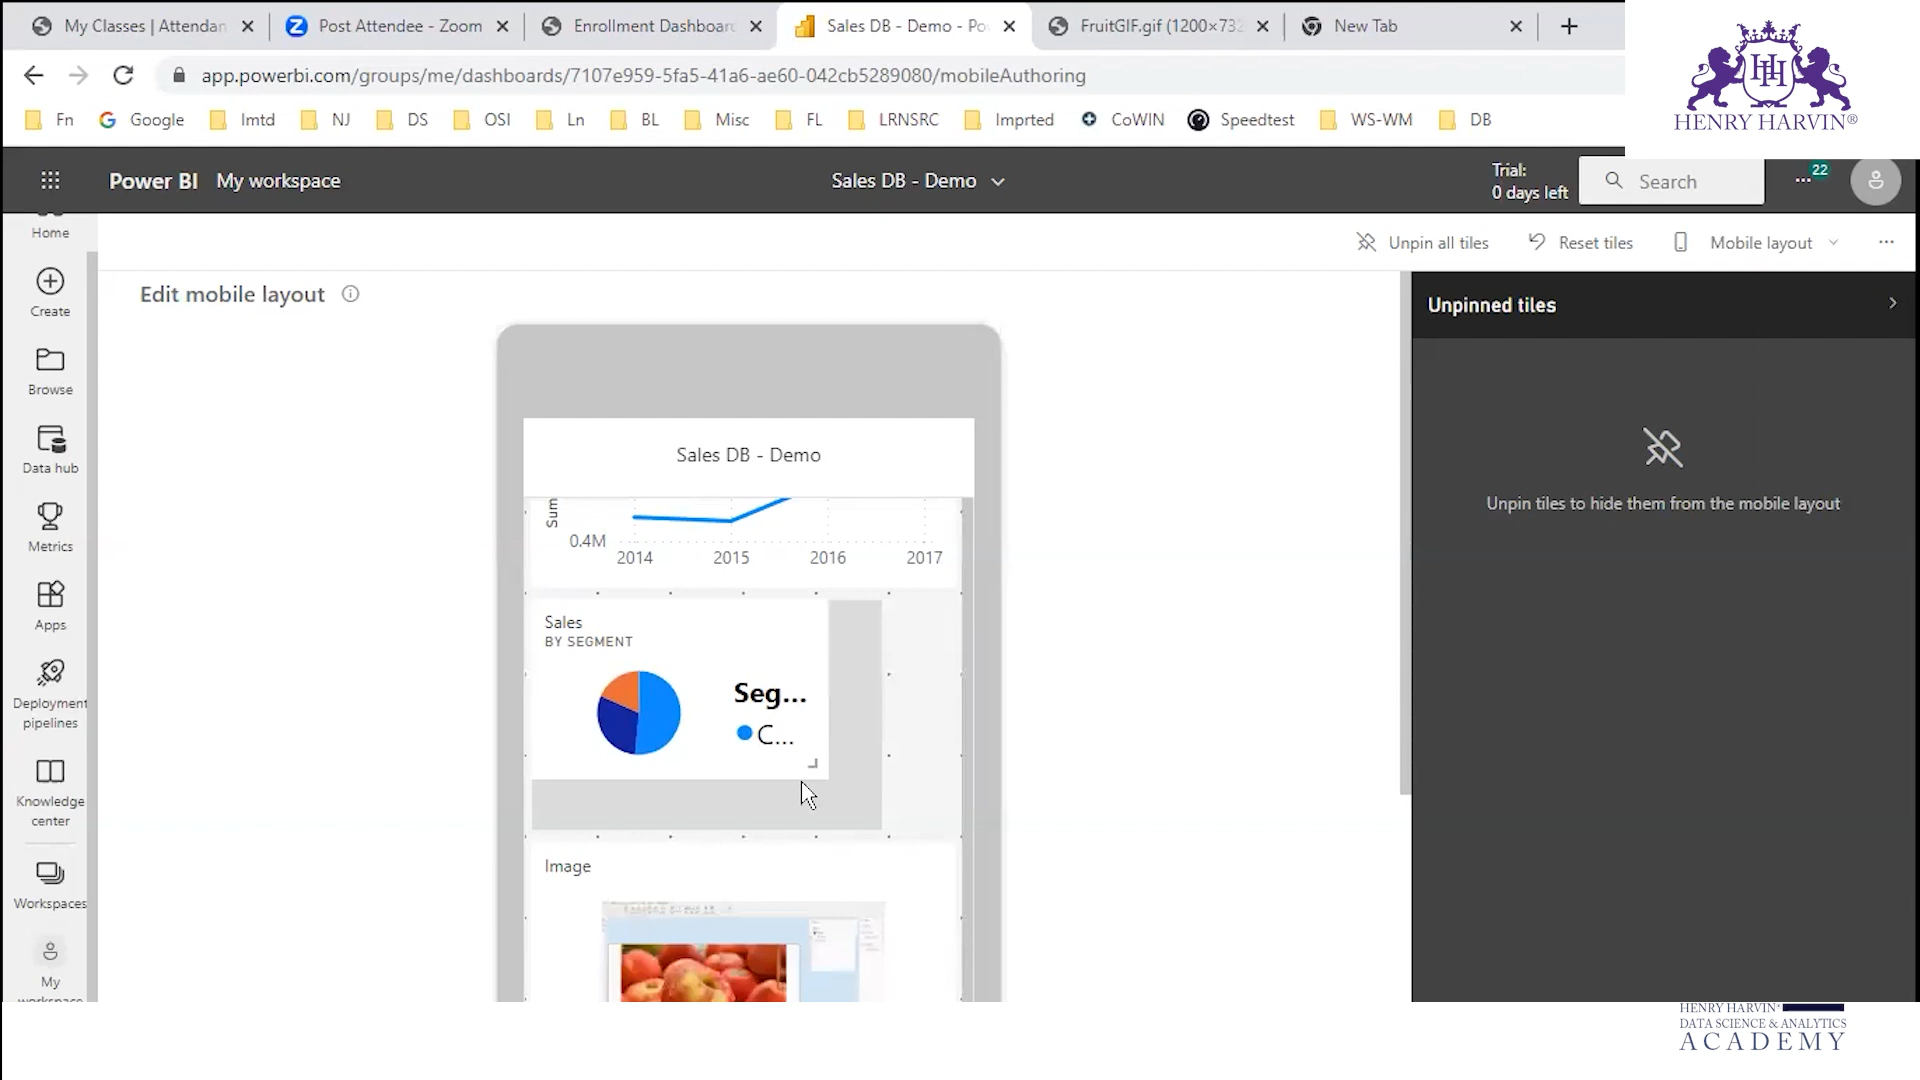 My Classes | Attendan
Post Attendee - Zoom
Enrollment Dashboard
Sales DB - Demo - Po
FruitGIF.gif (1200×732
New Tab
app.powerbi.com/groups/me/dashboards/7107e959-5fa5-41a6-ae60-042cb5289080/mobileAuthoring
HENRY HARVIN®
Fn
Google
Imtd
NJ
DS
OSI
Ln
BL
Misc
FL
LRNSRC
Imprted
CoWIN
Speedtest
WS-WM
DB
Power BI
My workspace
Sales DB - Demo
Trial:
0 days left
Search
22
Home
Create
Browse
Data hub
Metrics
Apps
Deployment
pipelines
Knowledge
center
Workspaces
My
workspace
Unpin all tiles
Reset tiles
Mobile layout
Edit mobile layout
Sales DB - Demo
Sum
0.4M
2014
2015
2016
2017
Sales
BY SEGMENT
Seg...
C...
Image
Unpinned tiles
Unpin tiles to hide them from the mobile layout
HENRY HARVIN®
DATA SCIENCE & ANALYTICS
ACADEMY